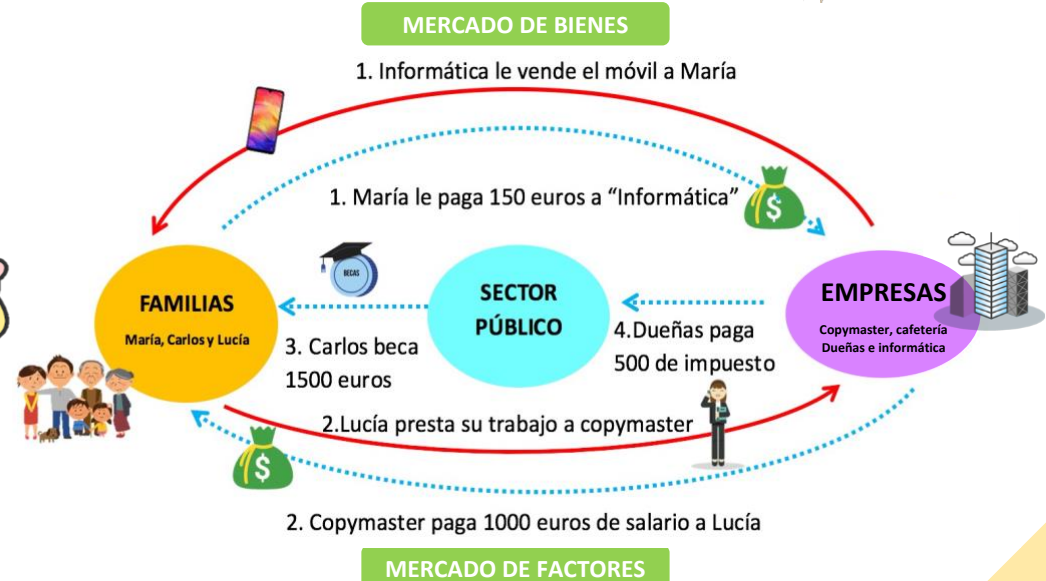 MERCADO DE BIENES
1. Informática le vende el móvil a María
1. María le paga 150 euros a “Informática”
$
BECAS
FAMILIAS
María, Carlos y Lucía
SECTOR
PÚBLICO
EMPRESAS
Copymaster, cafetería
Dueñas e informática
3. Carlos beca
1500 euros
4.Dueñas paga
500 de impuesto
2.Lucía presta su trabajo a copymaster
$
2. Copymaster paga 1000 euros de salario a Lucía
MERCADO DE FACTORES